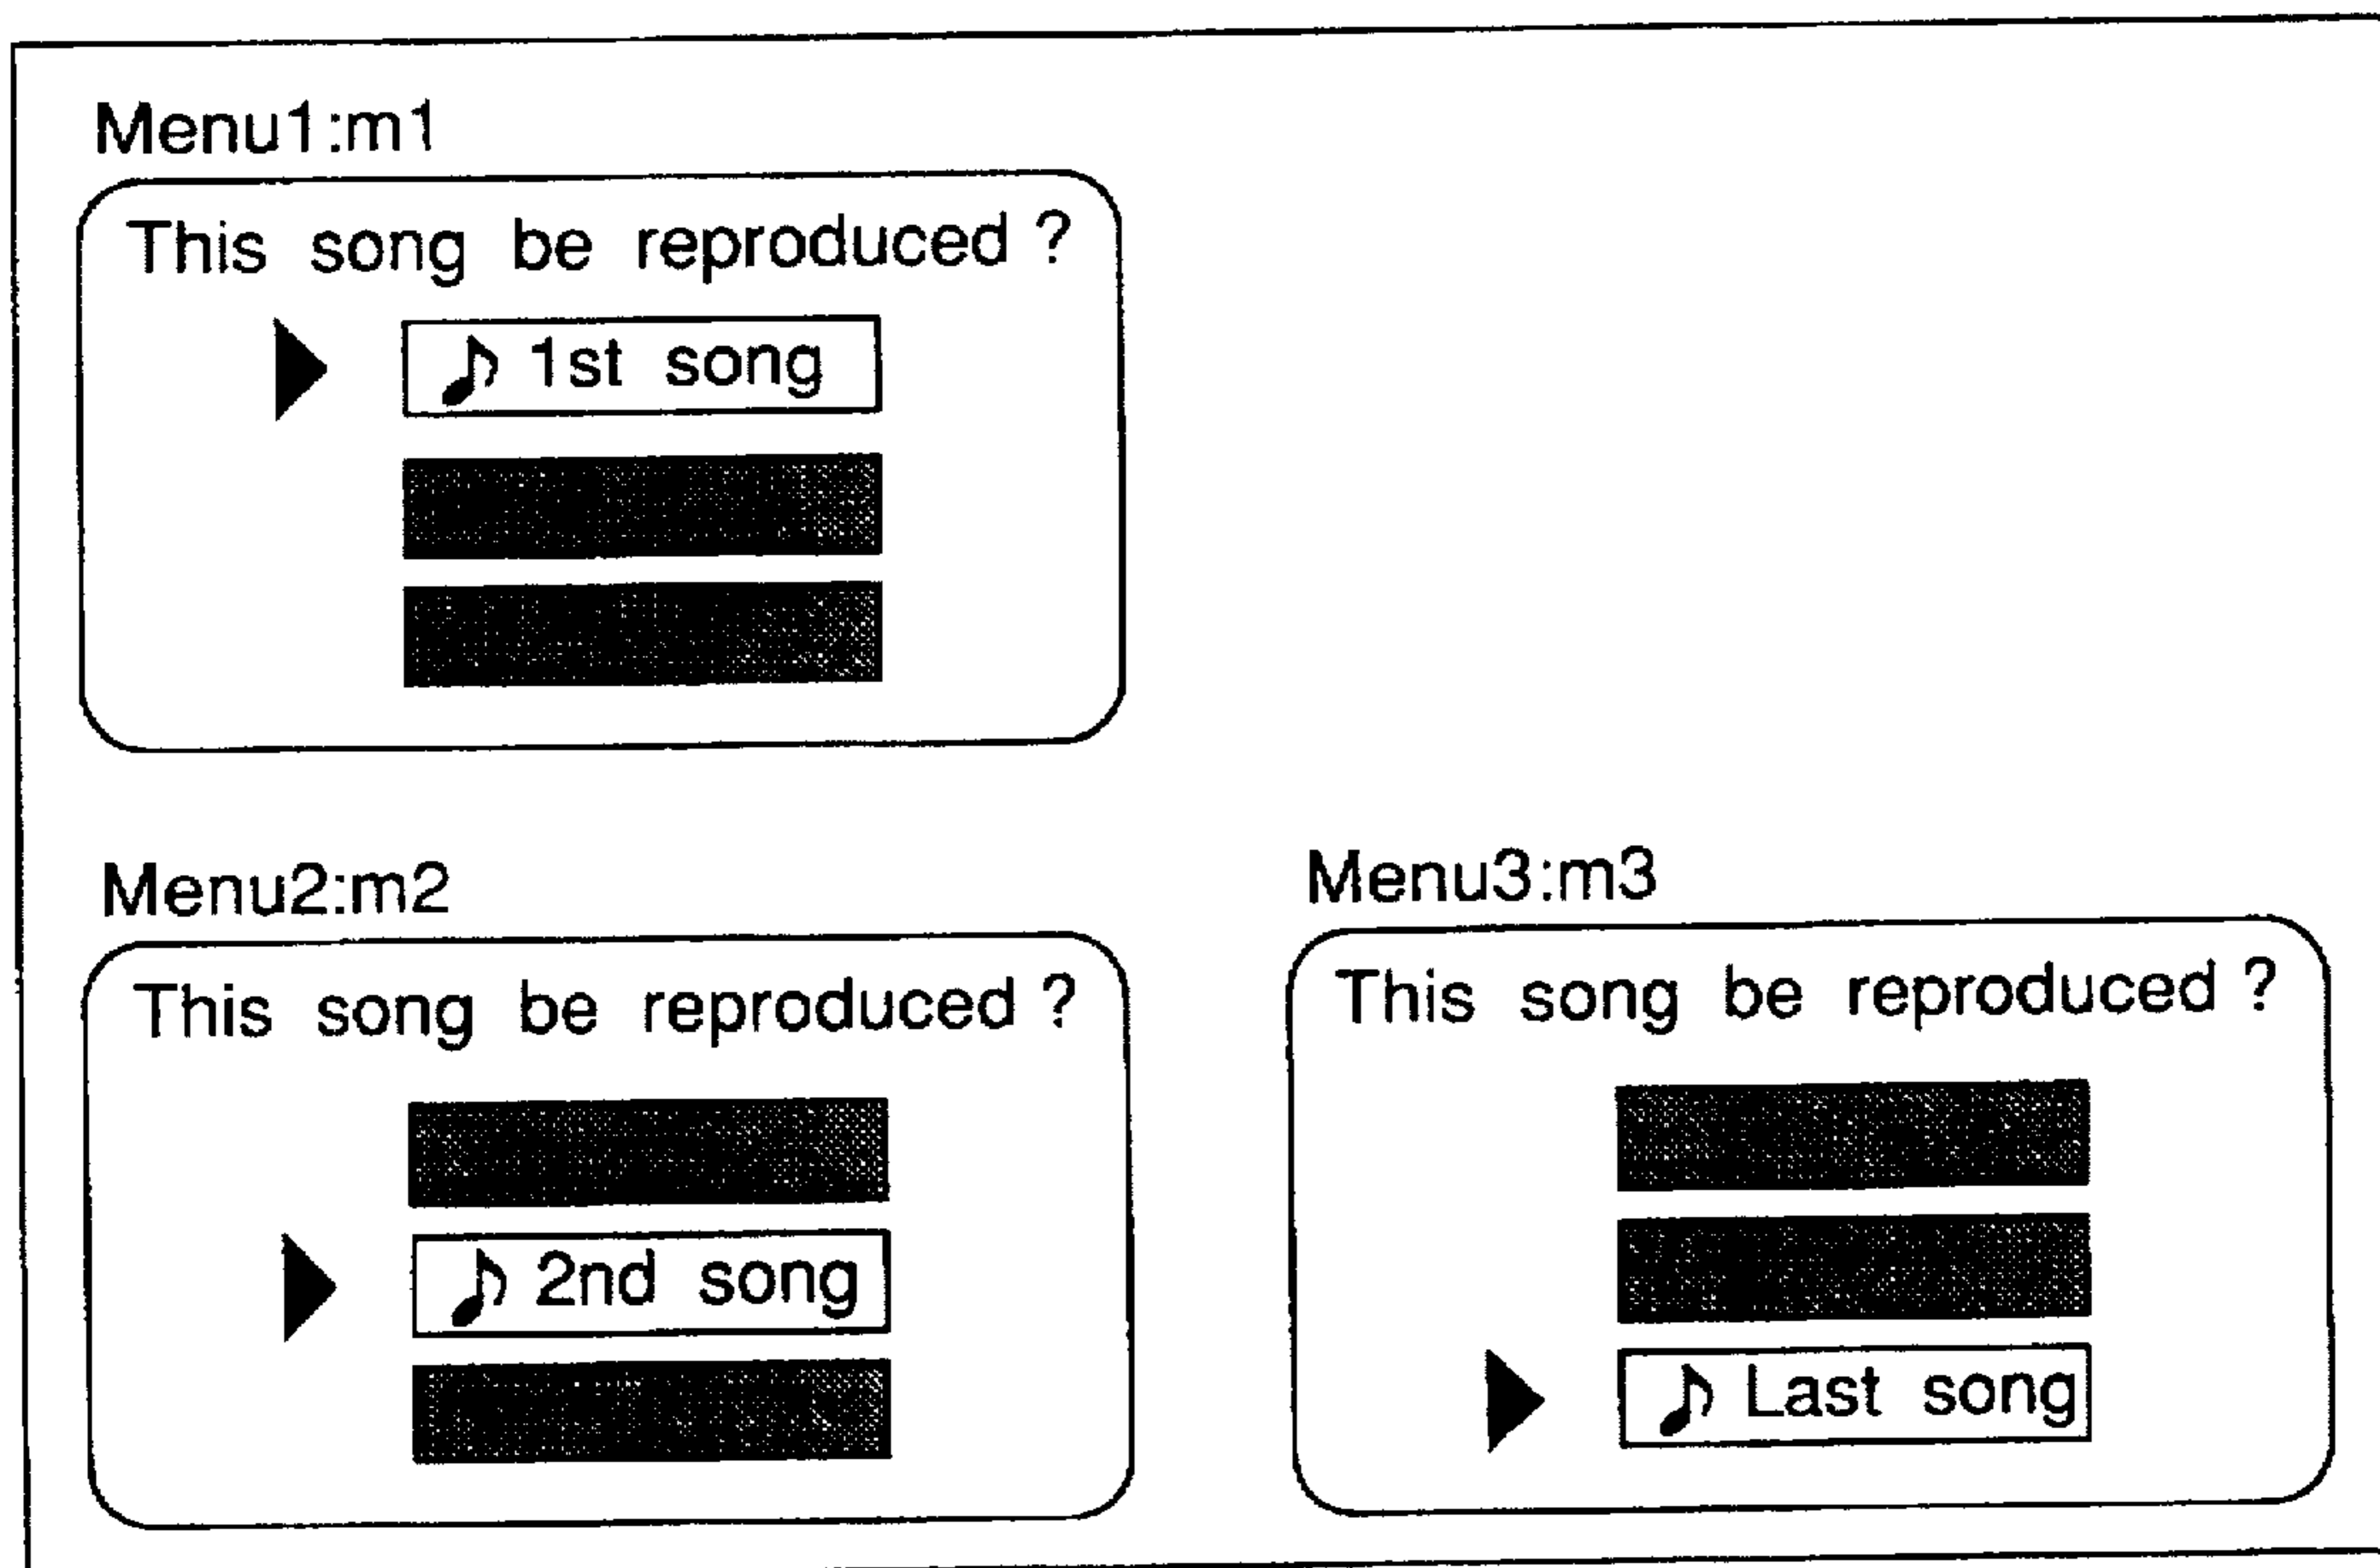 Menu1:m1
This song be reproduced ?
♪ 1st song
Menu2:m2
This song be reproduced ?
♪ 2nd song
Menu3:m3
This song be reproduced ?
♪ Last song